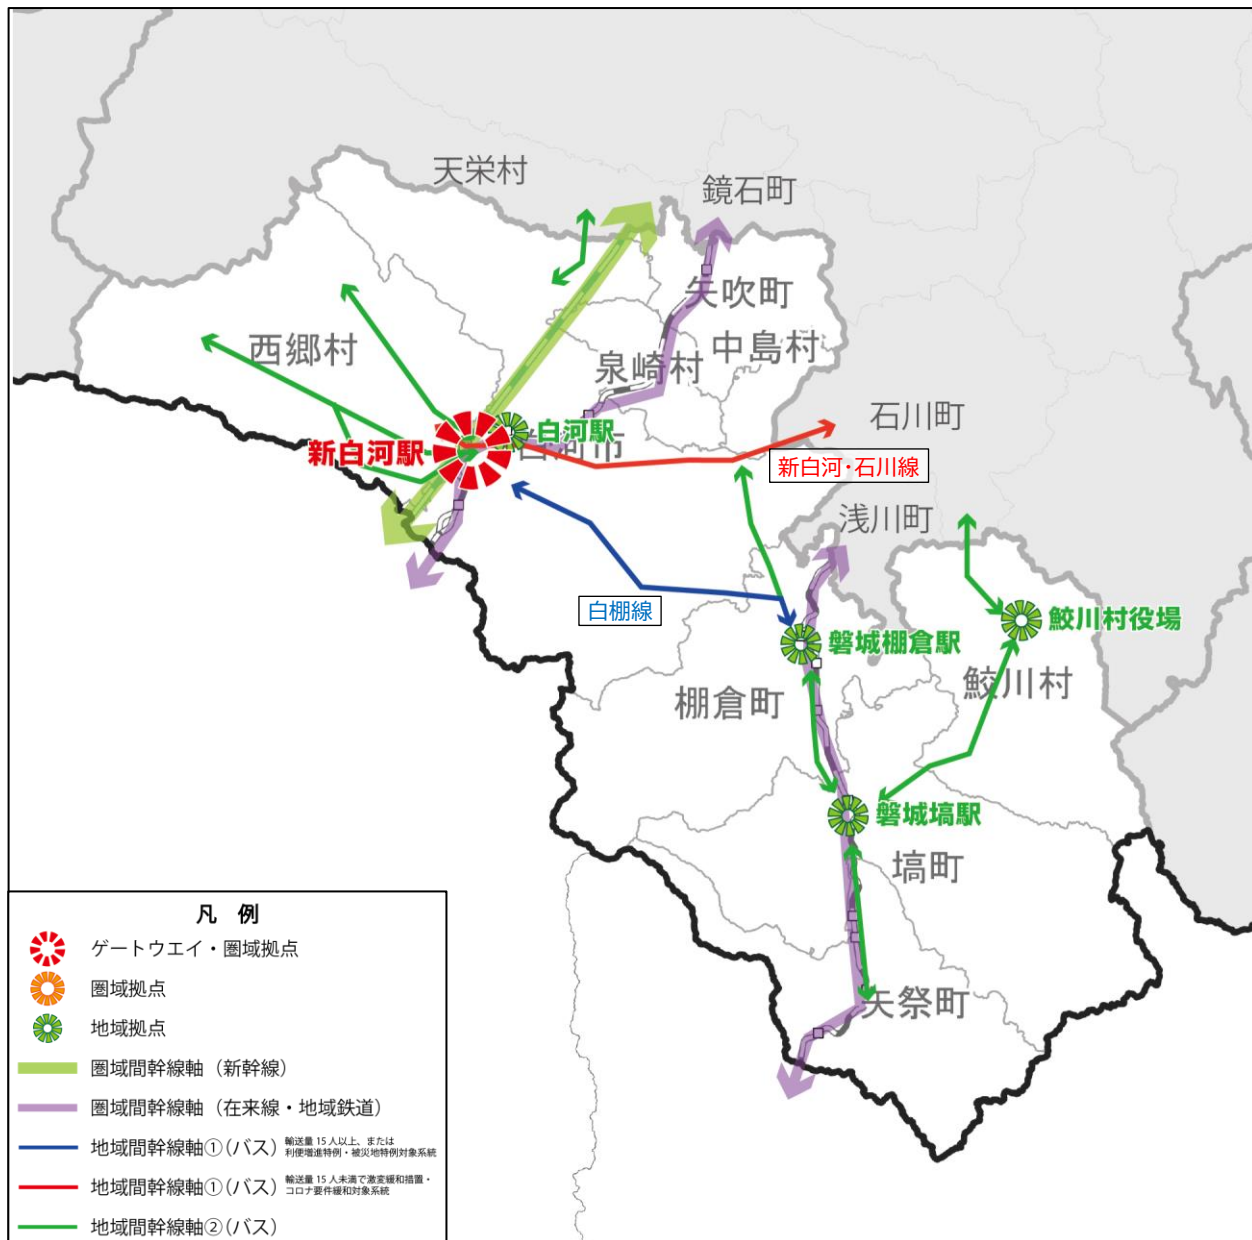 天栄村
鏡石町
矢吹町
西郷村
中島村
泉崎村
石川町
白河駅
新白河駅
白河市
新白河・石川線
浅川町
白棚線
鮫川村役場
磐城棚倉駅
鮫川村
棚倉町
磐城塙駅
塙町
矢祭町
凡 例
ゲートウエイ・圏域拠点
圏域拠点
地域拠点
圏域間幹線軸（新幹線）
圏域間幹線軸（在来線・地域鉄道）
地域間幹線軸①(バス) 輸送量 15 人以上、または
利便増進特例・被災地特例対象系統
地域間幹線軸①(バス) 輸送量 15 人未満で激変緩和措置・
コロナ要件緩和対象系統
地域間幹線軸②(バス)